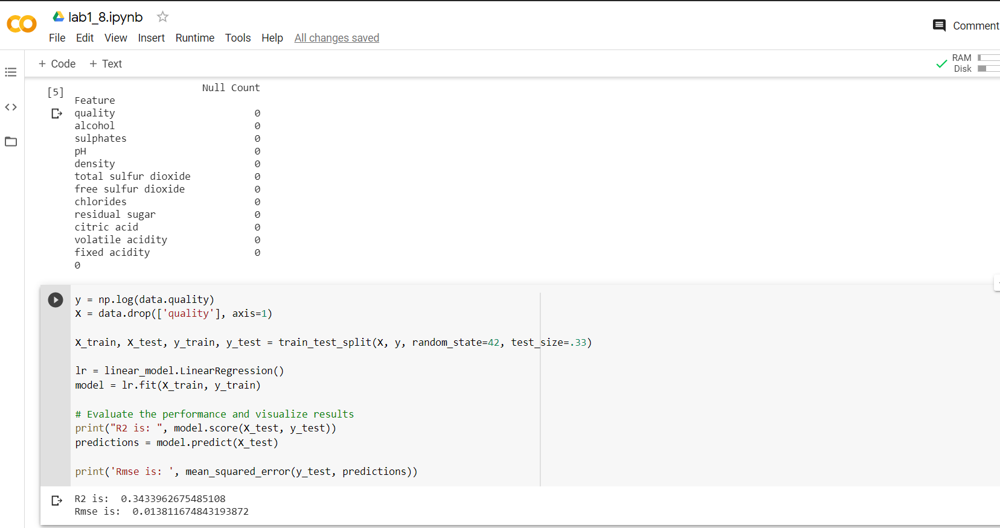 lab1_8.ipynb
Comment
File Edit View Insert Runtime Tools Help All changes saved
+ Code + Text
RAM
Disk
[5]
Null Count
Feature
quality 0
alcohol 0
sulphates 0
pH 0
density 0
total sulfur dioxide 0
free sulfur dioxide 0
chlorides 0
residual sugar 0
citric acid 0
volatile acidity 0
fixed acidity 0
0
y = np.log(data.quality)
X = data.drop(['quality'], axis=1)
X_train, X_test, y_train, y_test = train_test_split(X, y, random_state=42, test_size=.33)
lr = linear_model.LinearRegression()
model = lr.fit(X_train, y_train)
# Evaluate the performance and visualize results
print("R2 is: ", model.score(X_test, y_test))
predictions = model.predict(X_test)
print('Rmse is: ', mean_squared_error(y_test, predictions))
R2 is:  0.3433962675485108
Rmse is:  0.013811674843193872